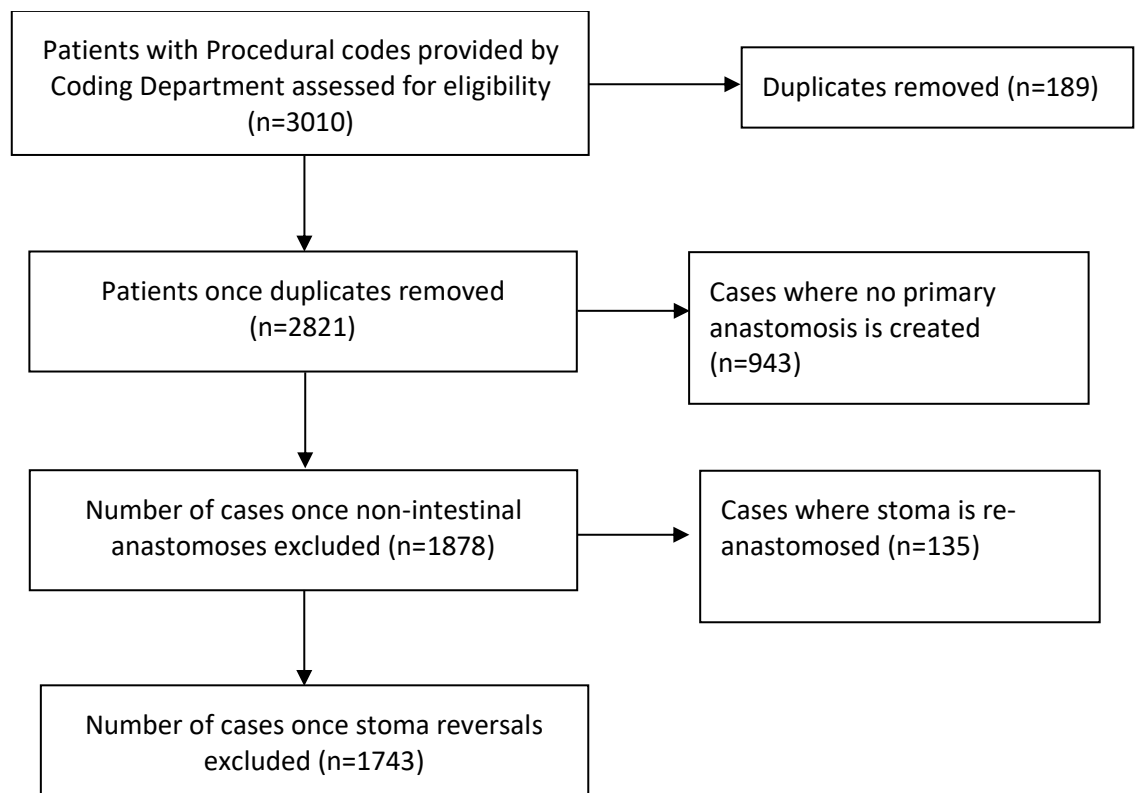 Patients with Procedural codes provided by
Coding Department assessed for eligibility
(n=3010)
Duplicates removed (n=189)
Patients once duplicates removed
(n=2821)
Cases where no primary
anastomosis is created
(n=943)
Number of cases once non-intestinal
anastomoses excluded (n=1878)
Cases where stoma is re-
anastomosed (n=135)
Number of cases once stoma reversals
excluded (n=1743)